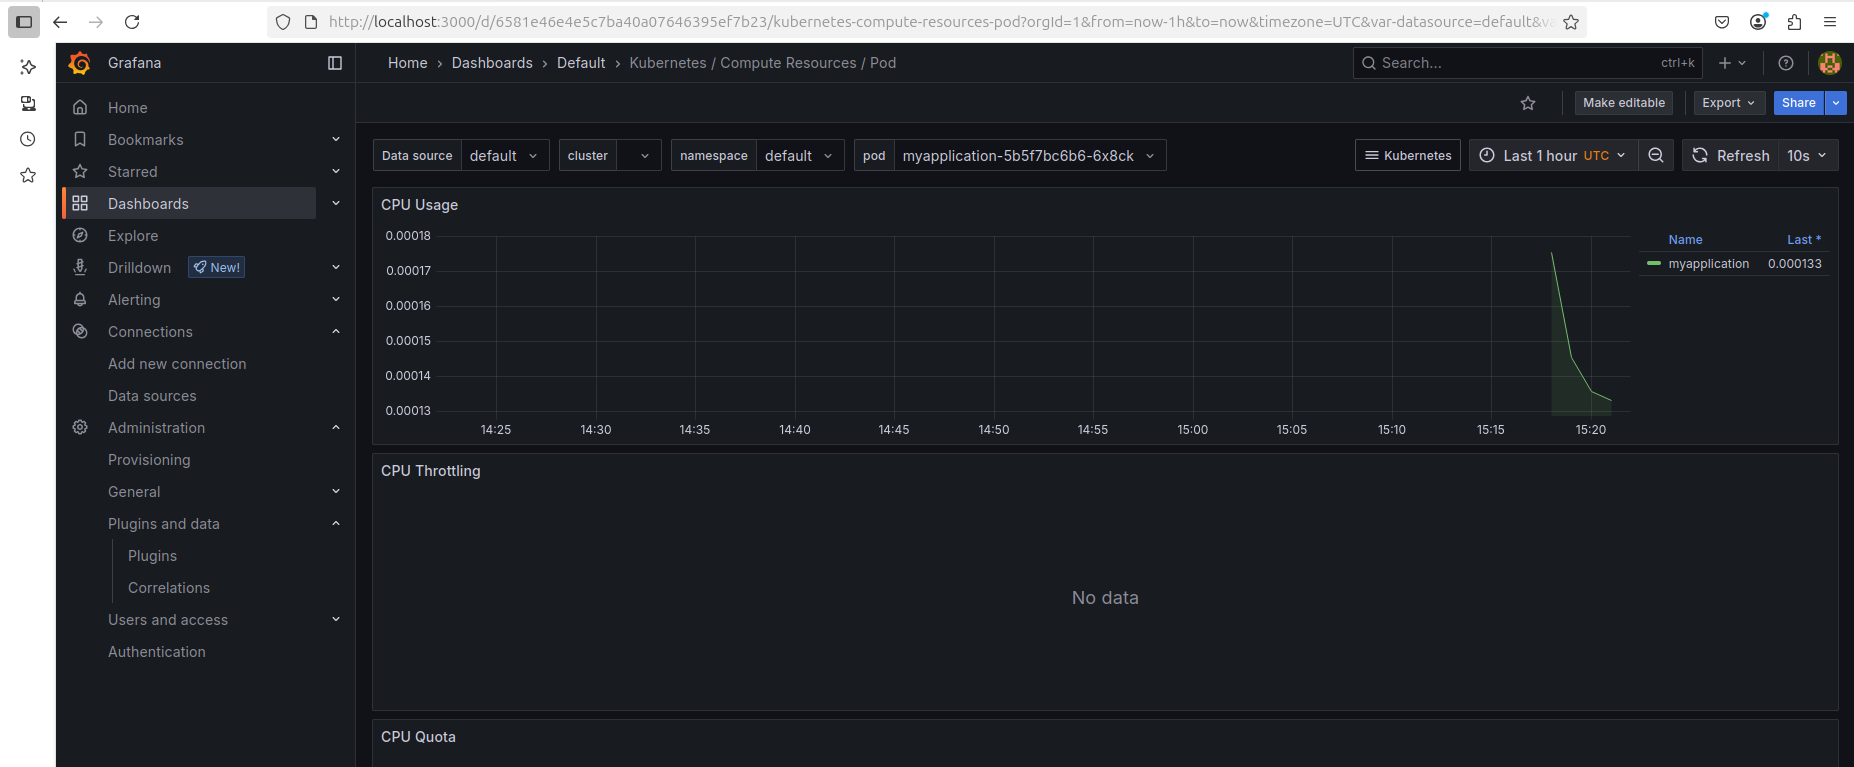 http://localhost:3000/d/6581e46e4e5c7ba40a07646395ef7b23/kubernetes-compute-resources-pod?orgId=1&from=now-1h&to=now&timezone=UTC&var-datasource=default&v
Grafana
Home › Dashboards › Default › Kubernetes / Compute Resources / Pod
Search... ctrl+k
Make editable Export Share
Home
Bookmarks
Starred
Dashboards
Explore
Drilldown New!
Alerting
Connections
Add new connection
Data sources
Administration
Provisioning
General
Plugins and data
Plugins
Correlations
Users and access
Authentication
Data source default cluster namespace default pod myapplication-5b5f7bc6b6-6x8ck Kubernetes Last 1 hour UTC Refresh 10s
CPU Usage
0.00018
0.00017
0.00016
0.00015
0.00014
0.00013
14:25 14:30 14:35 14:40 14:45 14:50 14:55 15:00 15:05 15:10 15:15 15:20
Name Last *
myapplication 0.000133
CPU Throttling
No data
CPU Quota